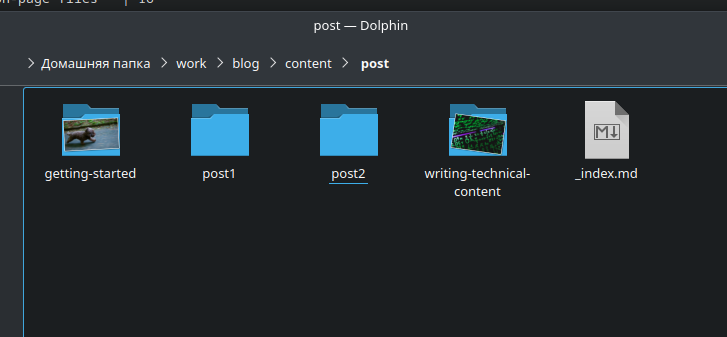 post — Dolphin
Домашняя папка > work > blog > content > post
getting-started
post1
post2
writing-technical-
content
_index.md